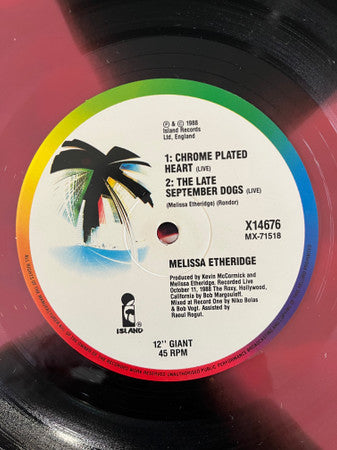 ℗ & © 1988
Island Records
Ltd, England
1: CHROME PLATED
HEART (LIVE)
2: THE LATE
SEPTEMBER DOGS (LIVE)
(Melissa Etheridge) (Rondor)
X14676
MX-71518
MELISSA ETHERIDGE
Produced by Kevin McCormick and
Melissa Etheridge. Recorded Live
October 11, 1988 The Roxy, Hollywood,
California by Bob Margouleff.
Mixed at Record One by Niko Bolas
& Bob Vogt. Assisted by
Raoul Rogut.
ISLAND
12'' GIANT
45 RPM